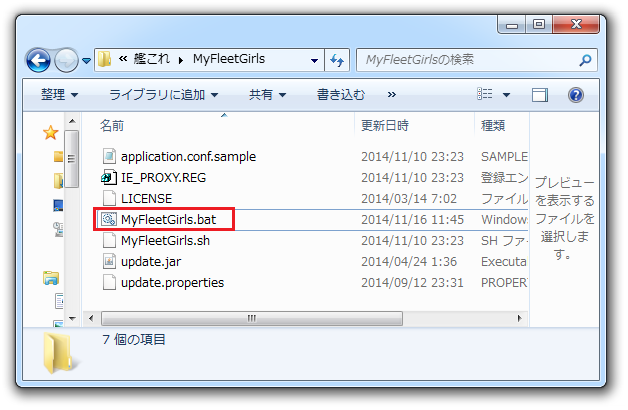 « 艦これ ▸ MyFleetGirls
MyFleetGirlsの検索
整理 ライブラリに追加 共有 書き込む »
名前 更新日時 種類
application.conf.sample 2014/11/10 23:23 SAMPLE
IE_PROXY.REG 2014/11/10 23:23 登録エン
LICENSE 2014/03/14 7:02 ファイル
MyFleetGirls.bat 2014/11/16 11:45 Window
MyFleetGirls.sh 2014/11/10 23:23 SH ファ
update.jar 2014/04/24 1:36 Executa
update.properties 2014/09/12 23:31 PROPER
プレビュー
を表示する
ファイルを
選択しま
す。
7 個の項目